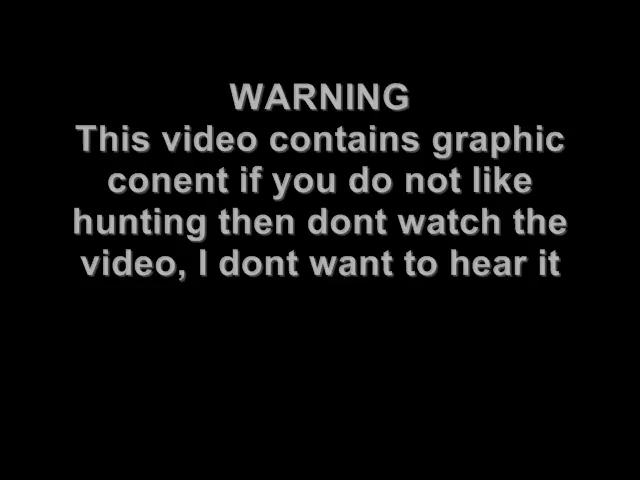 WARNING
This video contains graphic
conent if you do not like
hunting then dont watch the
video, I dont want to hear it